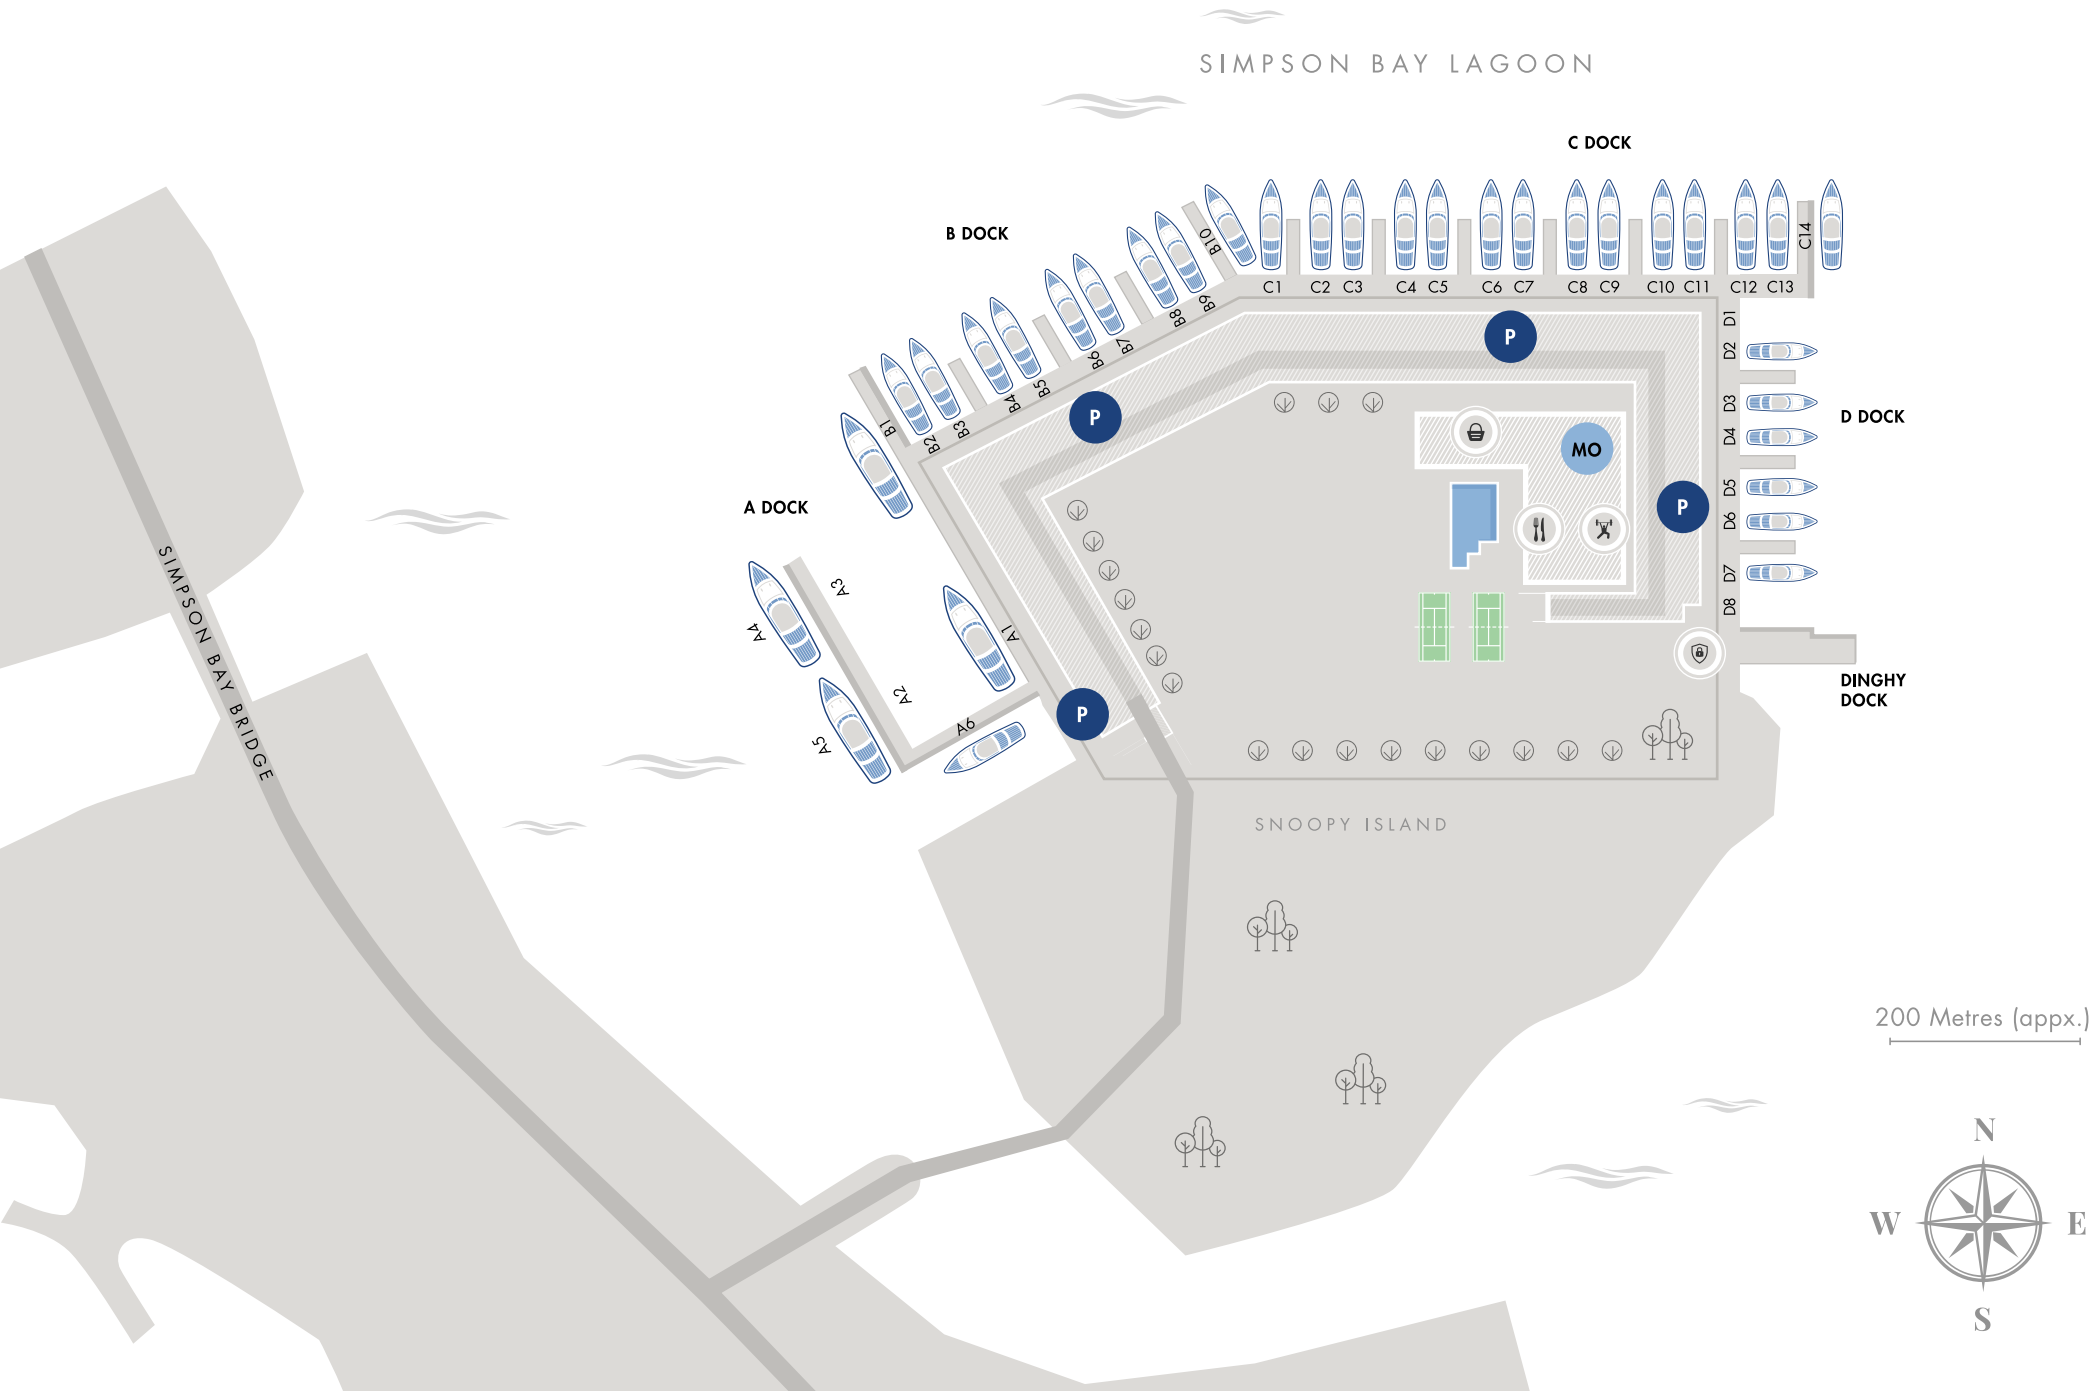 SIMPSON BAY LAGOON
C DOCK
B DOCK
B10
C14
C1 C2 C3 C4 C5 C6 C7 C8 C9 C10 C11 C12 C13
B9
B8
B7
B6
B5
B4
B3
B2
B1
D1
D2
D3
D4
D5
D6
D7
D8
P
P
P
P
MO
D DOCK
A DOCK
A3
A4
A1
A2
A6
A5
SIMPSON BAY BRIDGE
DINGHY
DOCK
SNOOPY ISLAND
200 Metres (appx.)
N
W
E
S